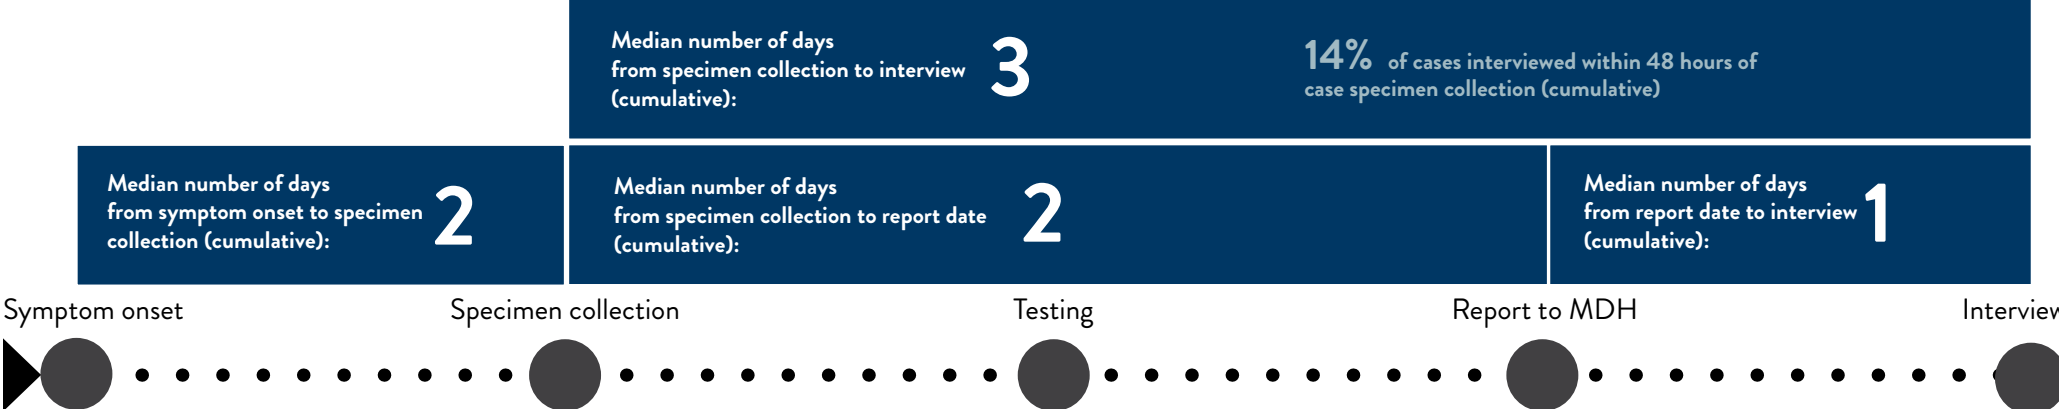 Median number of days
from specimen collection to interview
(cumulative):
3
14% of cases interviewed within 48 hours of
case specimen collection (cumulative)
Median number of days
from symptom onset to specimen
collection (cumulative):
2
Median number of days
from specimen collection to report date
(cumulative):
2
Median number of days
from report date to interview
(cumulative):
1
Symptom onset
Specimen collection
Testing
Report to MDH
Interview